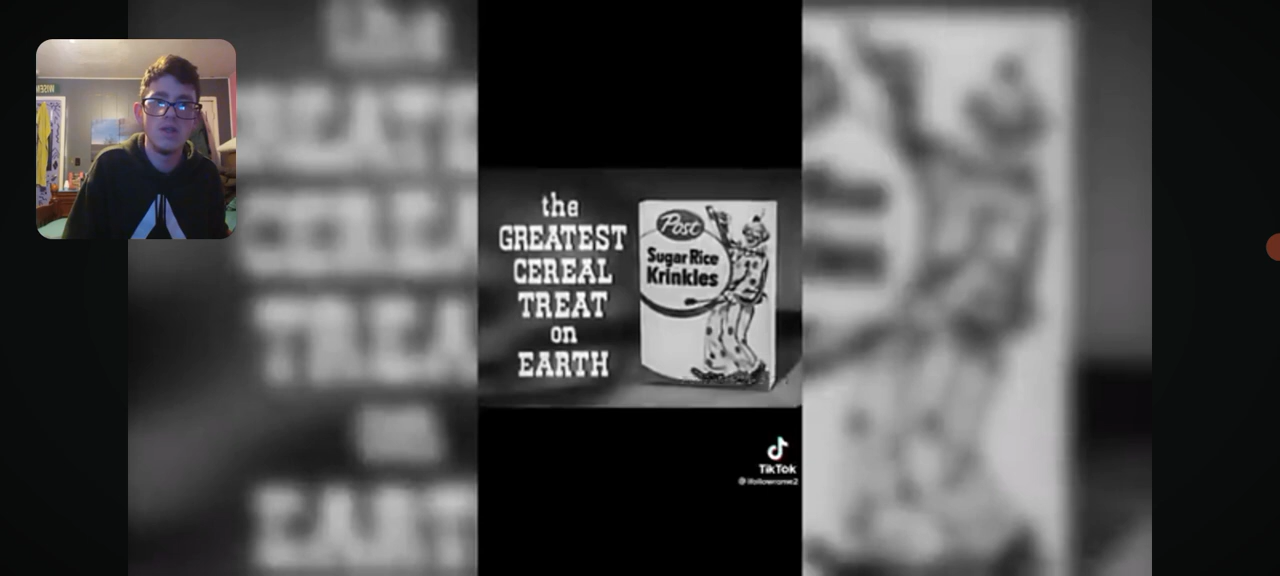 the
GREATEST
CEREAL
TREAT
on
EARTH
Post
Sugar Rice
Krinkles
TikTok